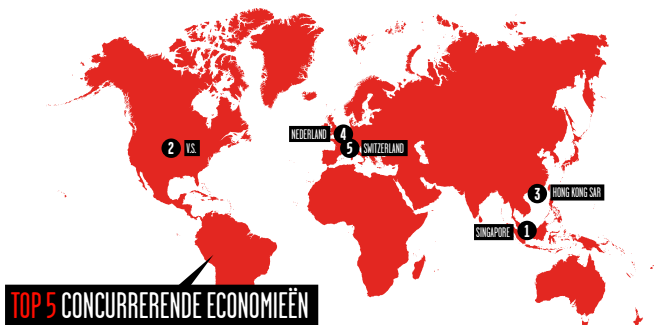 2 V.S.
NEDERLAND 4
5 SWITZERLAND
3 HONG KONG SAR
SINGAPORE 1
TOP 5 CONCURRERENDE ECONOMIEËN